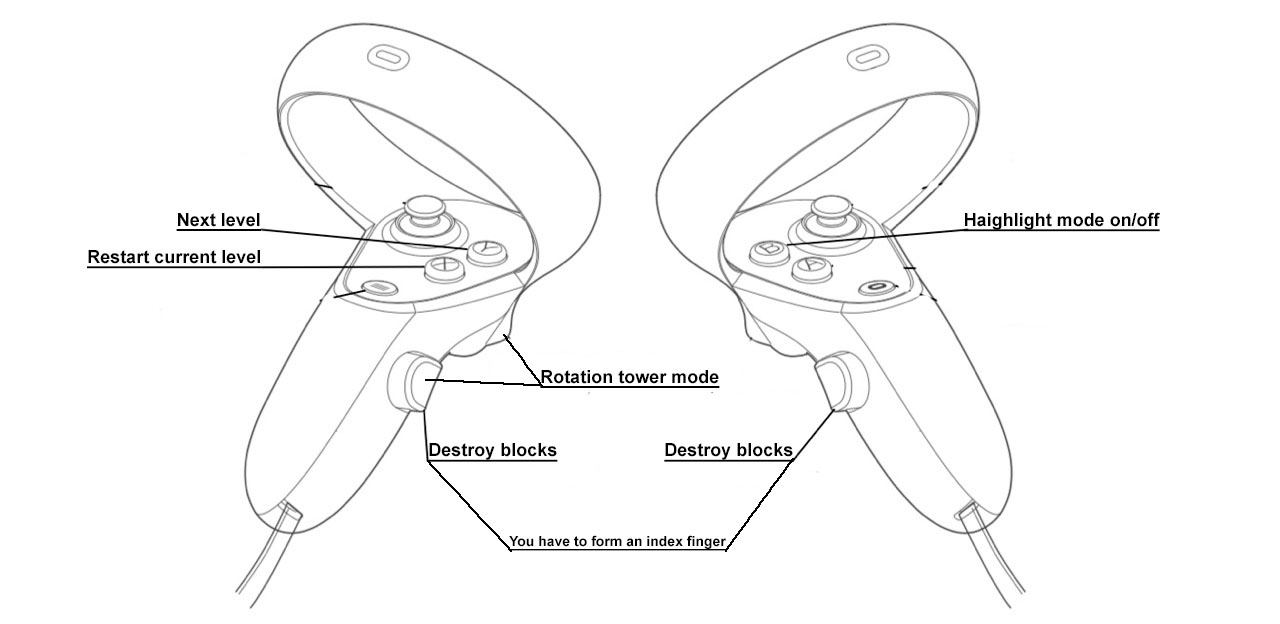 Next level
Haighlight mode on/off
Restart current level
Y
X
B
A
Rotation tower mode
Destroy blocks
Destroy blocks
You have to form an index finger